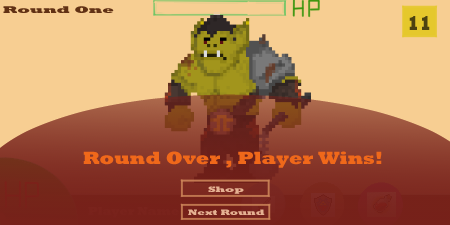 Round One
HP
11
Round Over , Player Wins!
Shop
Next Round